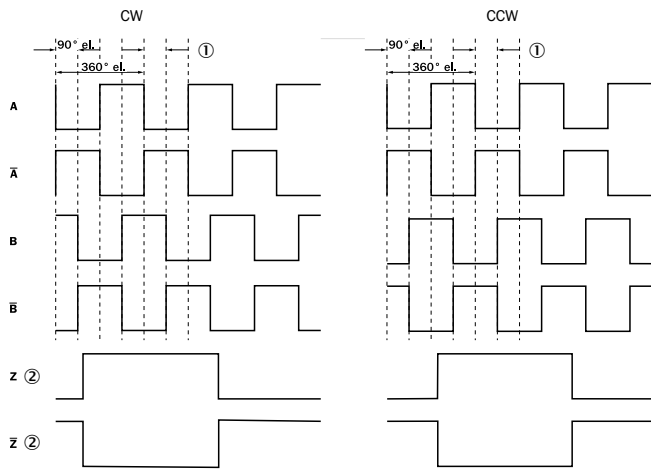 CW CCW
90° el. ① 90° el. ①
360° el. 360° el.
A
A̅
B
B̅
Z ②
Z̅ ②